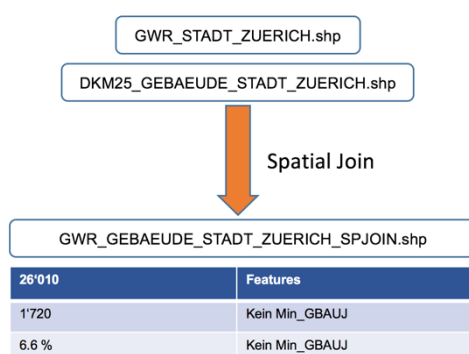 GWR_STADT_ZUERICH.shp
DKM25_GEBAEUDE_STADT_ZUERICH.shp
Spatial Join
GWR_GEBAEUDE_STADT_ZUERICH_SPJOIN.shp
26'010 Features
1'720 Kein Min_GBAUJ
6.6 % Kein Min_GBAUJ